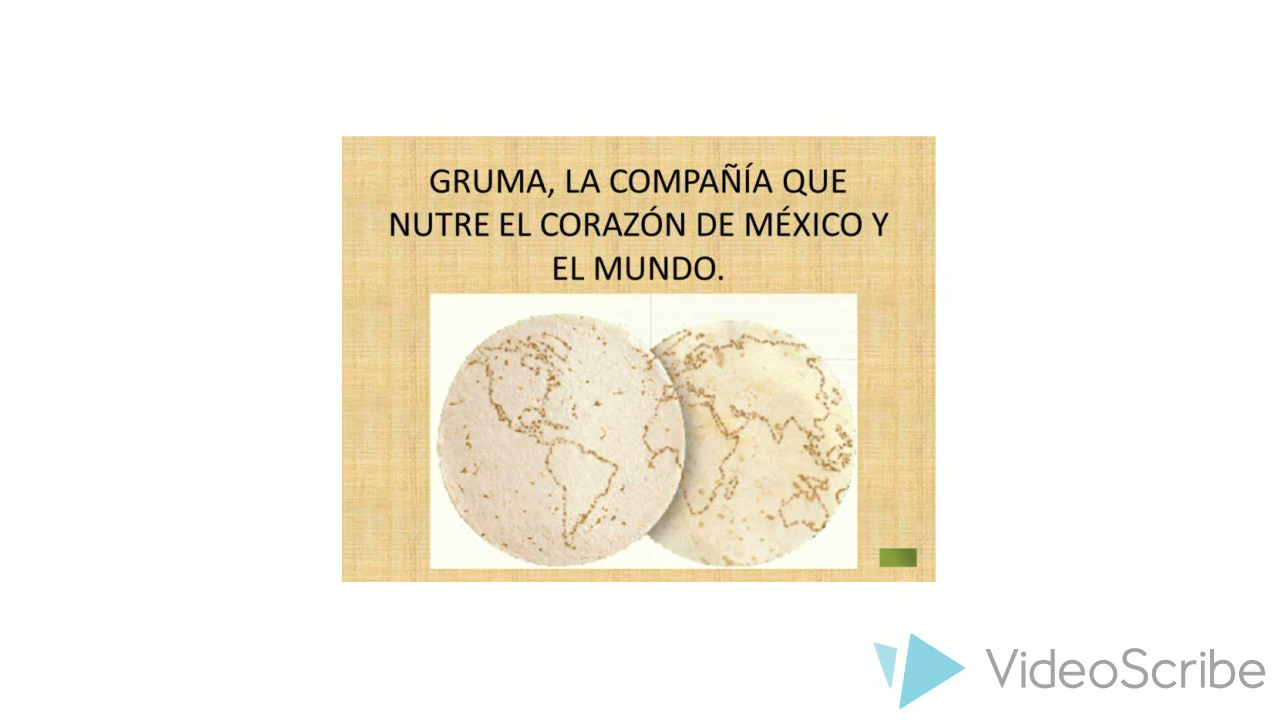 GRUMA, LA COMPAÑÍA QUE
NUTRE EL CORAZÓN DE MÉXICO Y
EL MUNDO.
VideoScribe